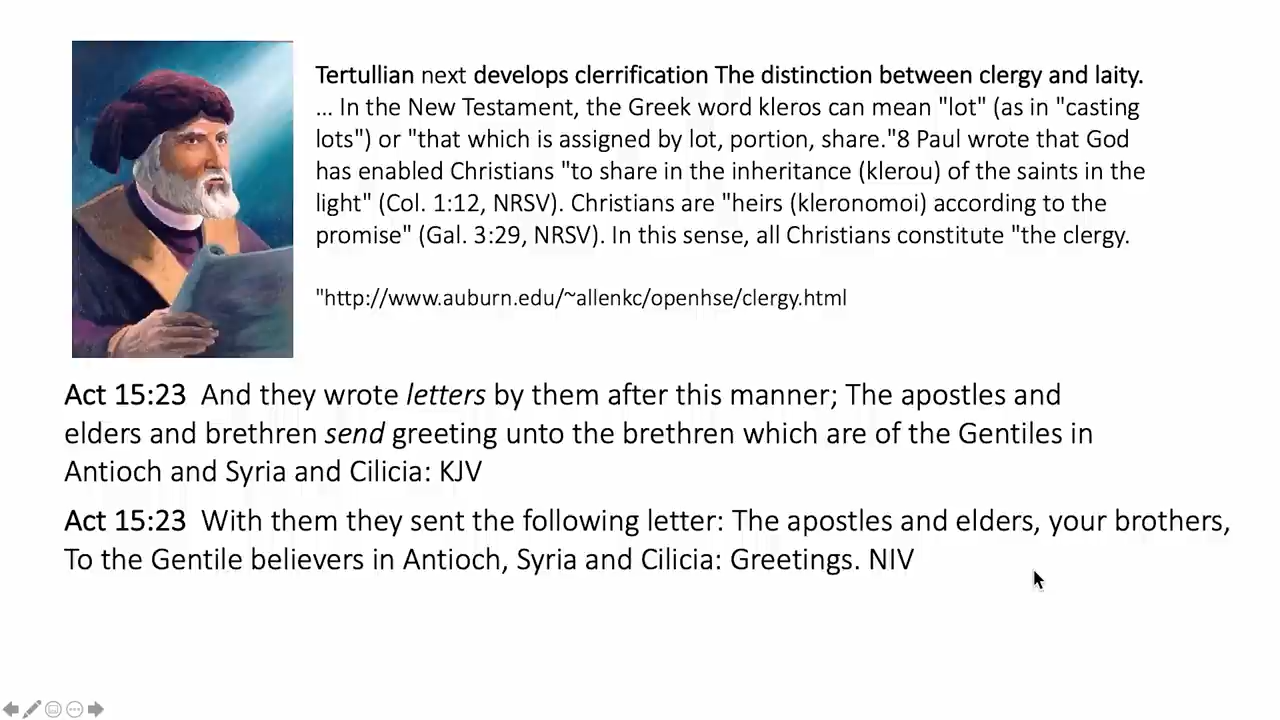 Tertullian next develops clerrification The distinction between clergy and laity.
... In the New Testament, the Greek word kleros can mean "lot" (as in "casting
lots") or "that which is assigned by lot, portion, share."8 Paul wrote that God
has enabled Christians "to share in the inheritance (klerou) of the saints in the
light" (Col. 1:12, NRSV). Christians are "heirs (kleronomoi) according to the
promise" (Gal. 3:29, NRSV). In this sense, all Christians constitute "the clergy.
"http://www.auburn.edu/~allenkc/openhse/clergy.html
Act 15:23 And they wrote letters by them after this manner; The apostles and
elders and brethren send greeting unto the brethren which are of the Gentiles in
Antioch and Syria and Cilicia: KJV
Act 15:23 With them they sent the following letter: The apostles and elders, your brothers,
To the Gentile believers in Antioch, Syria and Cilicia: Greetings. NIV